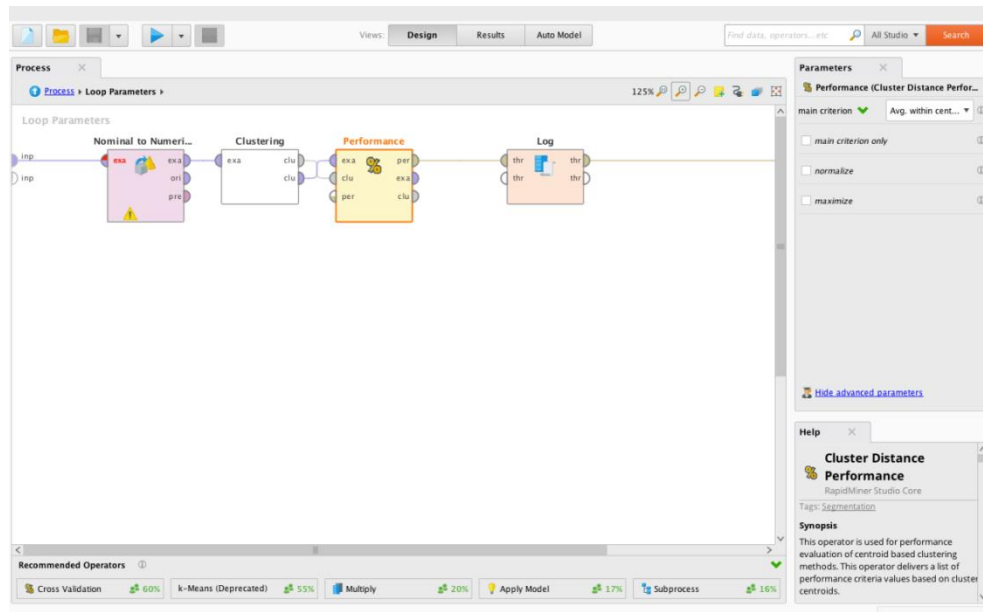 Views:
Design
Results
Auto Model
Find data, operators...etc
All Studio
Search
Process
Process
Loop Parameters
125%
Loop Parameters
inp
inp
Nominal to Numeri...
exa
exa
ori
pre
Clustering
exa
clu
clu
Performance
exa
per
clu
exa
per
clu
Log
thr
thr
thr
thr
Recommended Operators
Cross Validation
60%
k-Means (Deprecated)
55%
Multiply
20%
Apply Model
17%
Subprocess
16%
Parameters
Performance (Cluster Distance Perfor...
main criterion
Avg. within cent...
main criterion only
normalize
maximize
Hide advanced parameters
Help
Cluster Distance
Performance
RapidMiner Studio Core
Tags: Segmentation
Synopsis
This operator is used for performance
evaluation of centroid based clustering
methods. This operator delivers a list of
performance criteria values based on cluster
centroids.